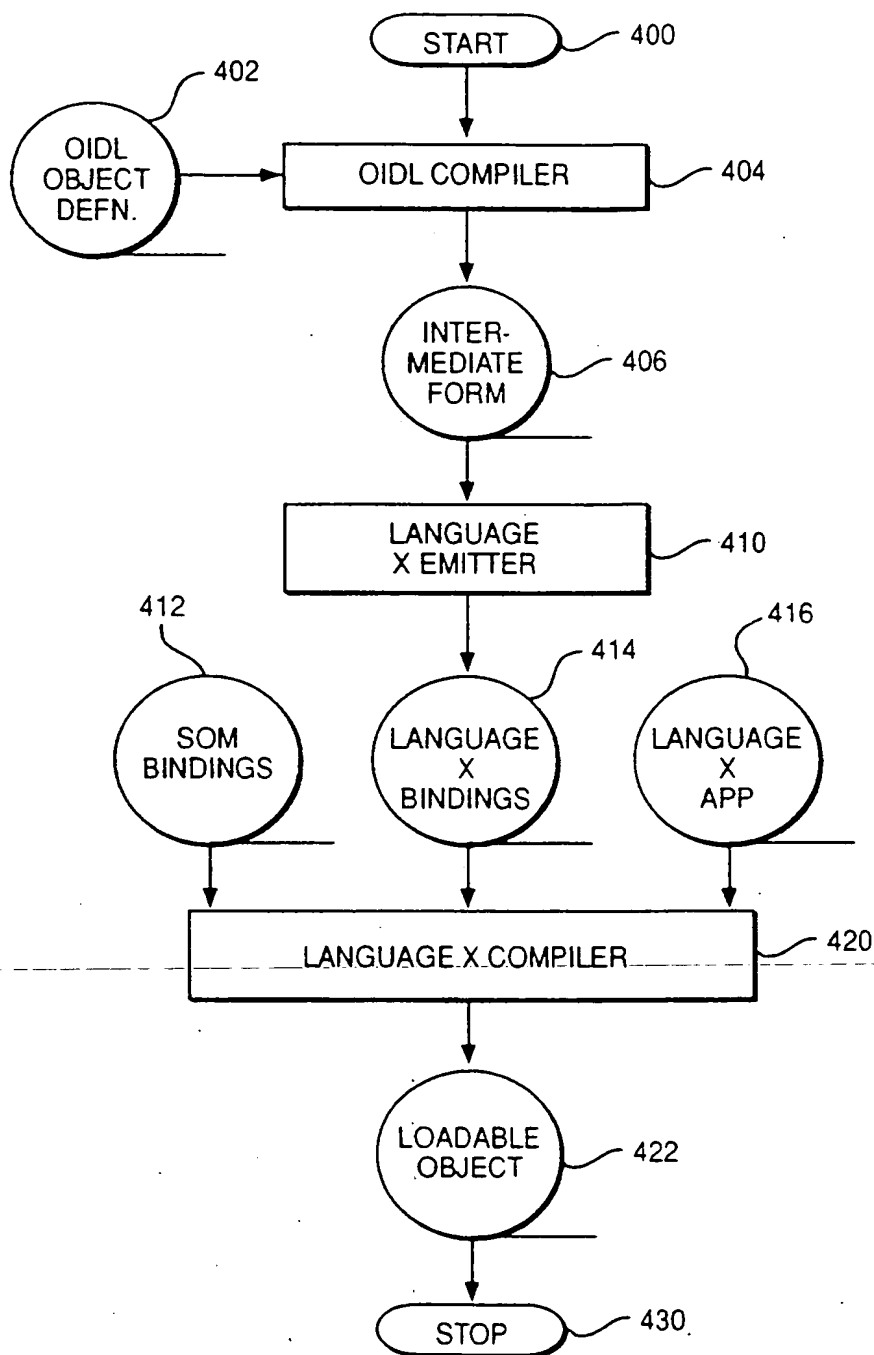 START
400
402
OIDL
OBJECT
DEFN.
OIDL COMPILER
404
INTER-
MEDIATE
FORM
406
LANGUAGE
X EMITTER
410
412
414
416
SOM
BINDINGS
LANGUAGE
X
BINDINGS
LANGUAGE
X
APP
LANGUAGE X COMPILER
420
LOADABLE
OBJECT
422
STOP
430